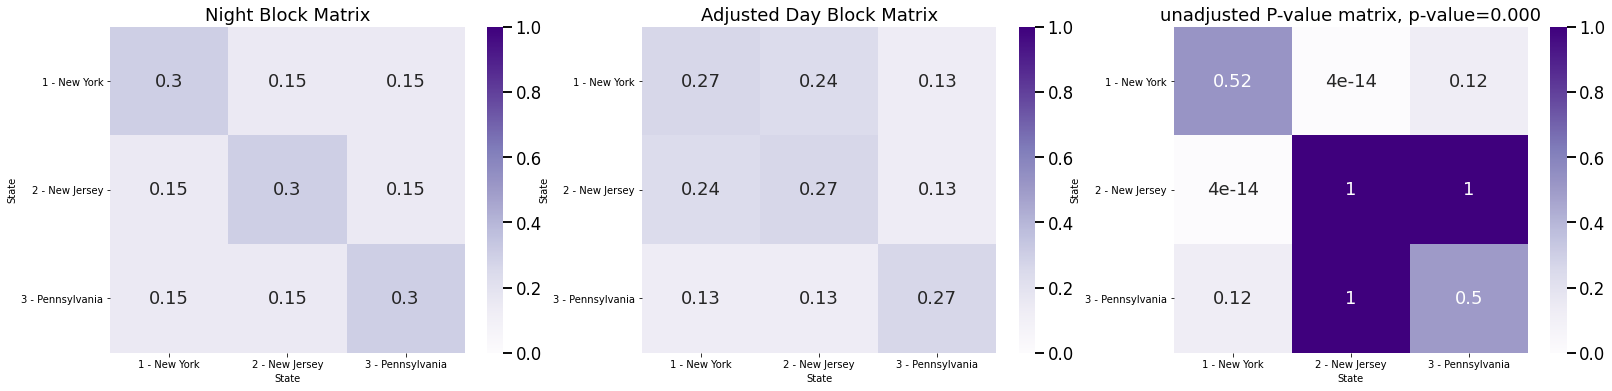 Night Block Matrix
1 - New York
2 - New Jersey
3 - Pennsylvania
State
0.3 0.15 0.15
0.15 0.3 0.15
0.15 0.15 0.3
1 - New York 2 - New Jersey 3 - Pennsylvania
State
1.0
0.8
0.6
0.4
0.2
0.0
Adjusted Day Block Matrix
1 - New York
2 - New Jersey
3 - Pennsylvania
State
0.27 0.24 0.13
0.24 0.27 0.13
0.13 0.13 0.27
1 - New York 2 - New Jersey 3 - Pennsylvania
State
1.0
0.8
0.6
0.4
0.2
0.0
unadjusted P-value matrix, p-value=0.000
1 - New York
2 - New Jersey
3 - Pennsylvania
State
0.52 4e-14 0.12
4e-14 1 1
0.12 1 0.5
1 - New York 2 - New Jersey 3 - Pennsylvania
State
1.0
0.8
0.6
0.4
0.2
0.0